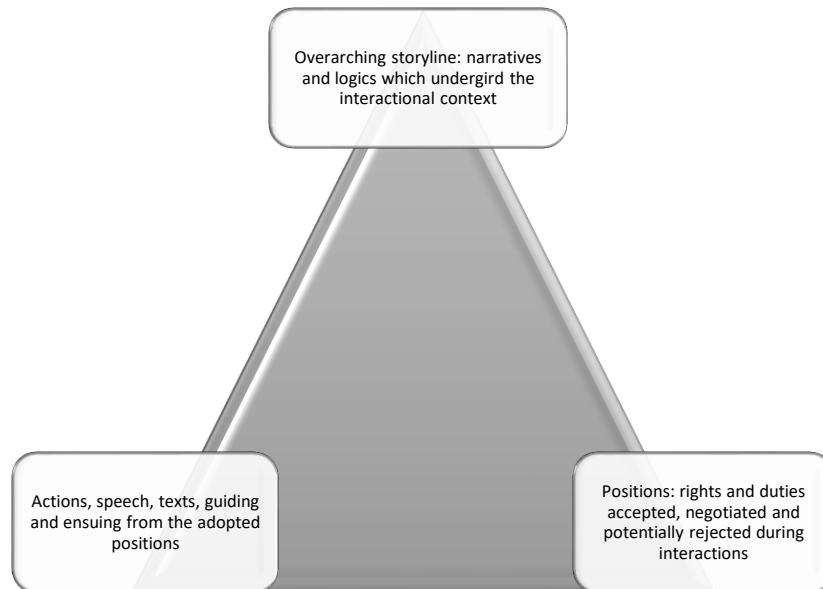 Overarching storyline: narratives
and logics which undergird the
interactional context
Actions, speech, texts, guiding
and ensuing from the adopted
positions
Positions: rights and duties
accepted, negotiated and
potentially rejected during
interactions